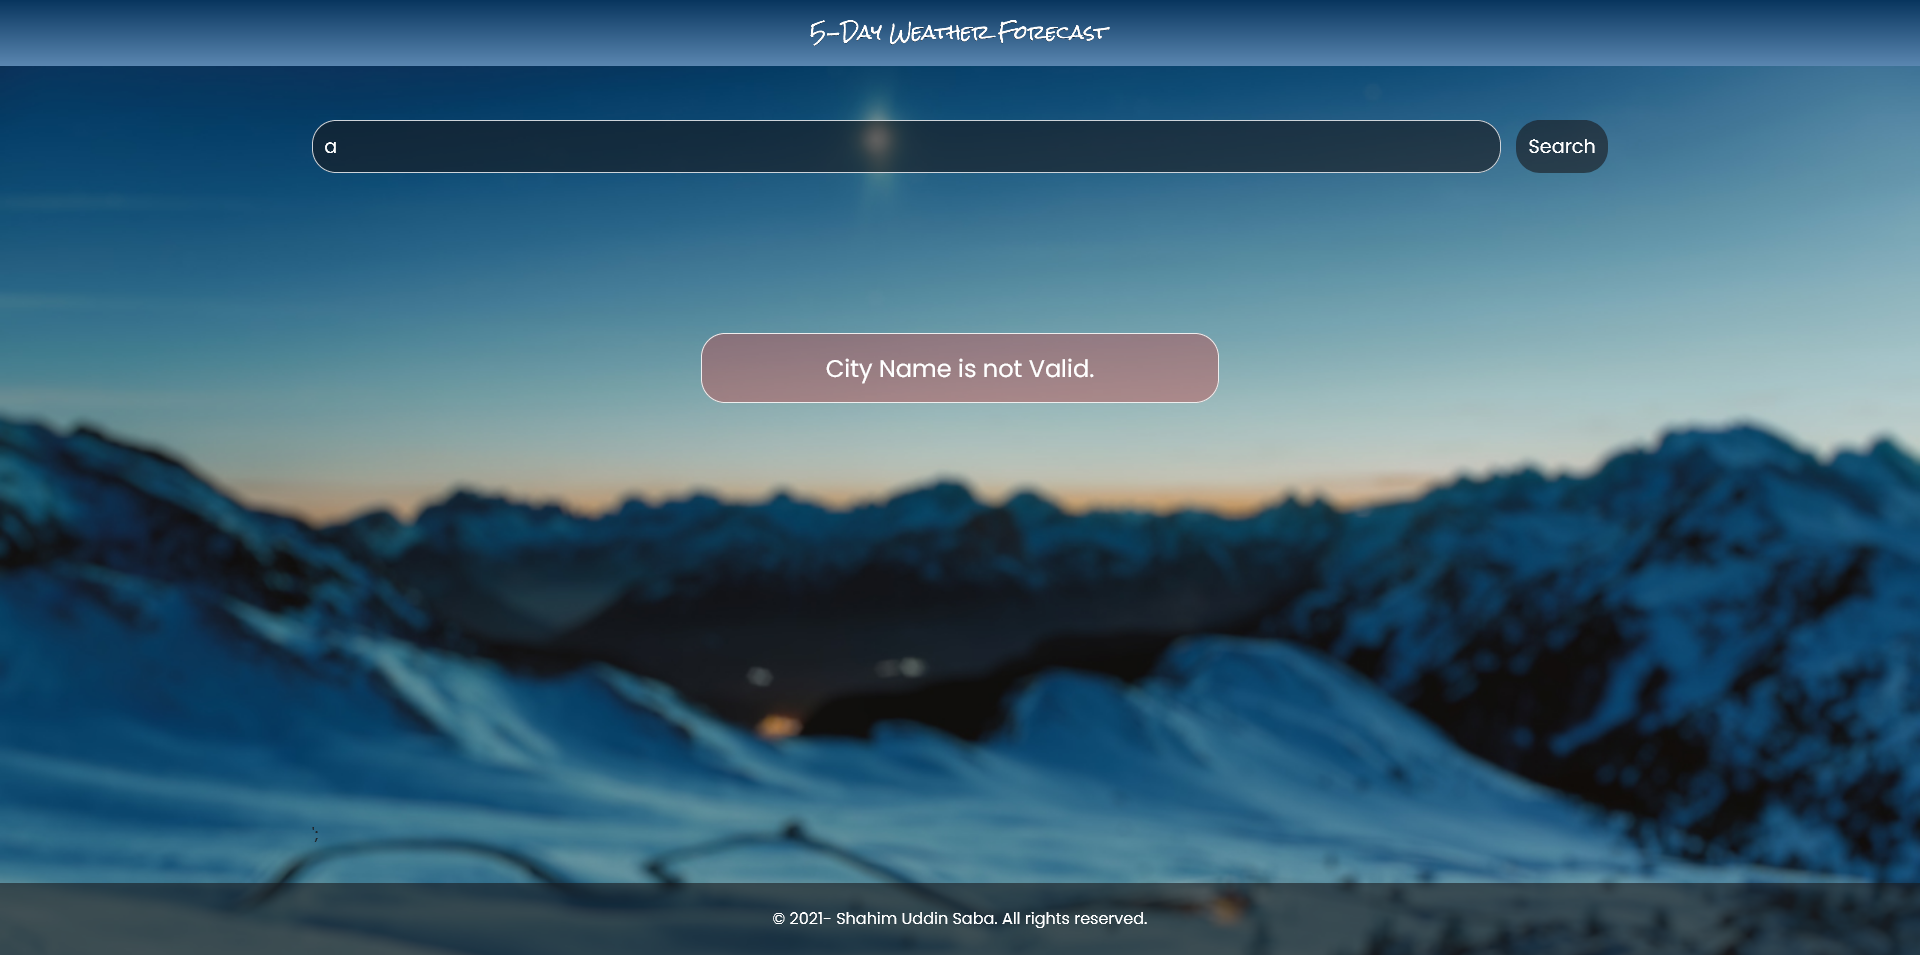 5-Day Weather Forecast
a
Search
City Name is not Valid.
© 2021- Shahim Uddin Saba. All rights reserved.